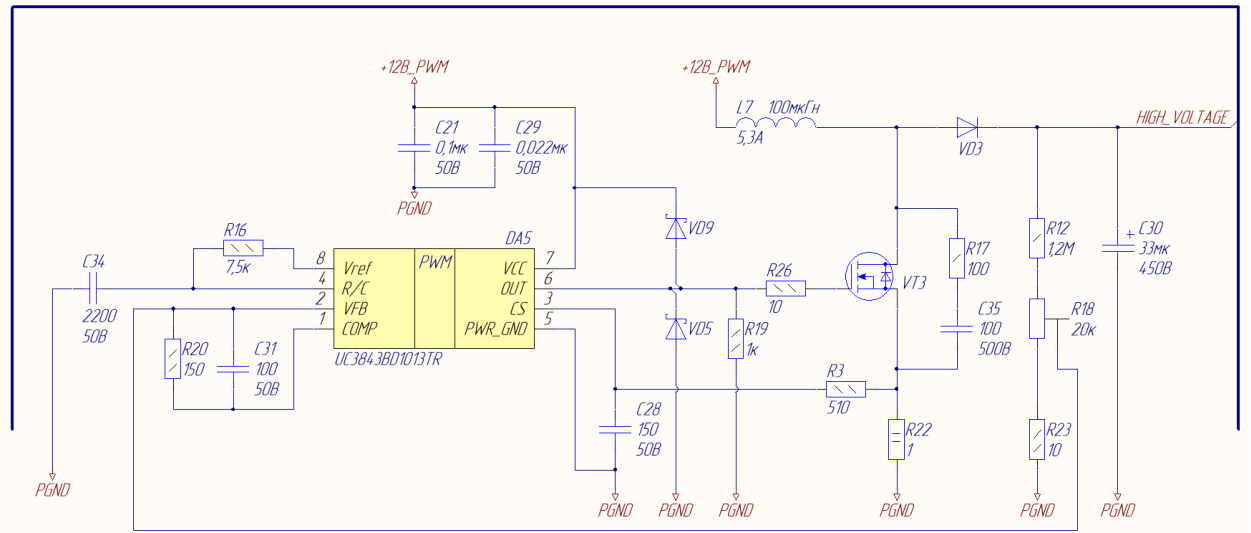 +12В_PWM
+12В_PWM
L7 100мкГн
5,3А
HIGH_VOLTAGE
VD3
C21
0,1мк
50В
C29
0,022мк
50В
PGND
R16
7,5к
DA5
VD9
R12
1,2М
C30
+
33мк
450В
R17
100
C34
2200
50В
8 Vref PWM VCC 7
4 R/C OUT 6
2 VFB CS 3
1 COMP PWR_GND 5
UC3843BD1013TR
R26
10
VT3
R18
20к
VD5
R19
1к
C35
100
500В
R20
150
C31
100
50В
R3
510
C28
150
50В
R22
1
R23
10
PGND
PGND
PGND
PGND
PGND
PGND
PGND